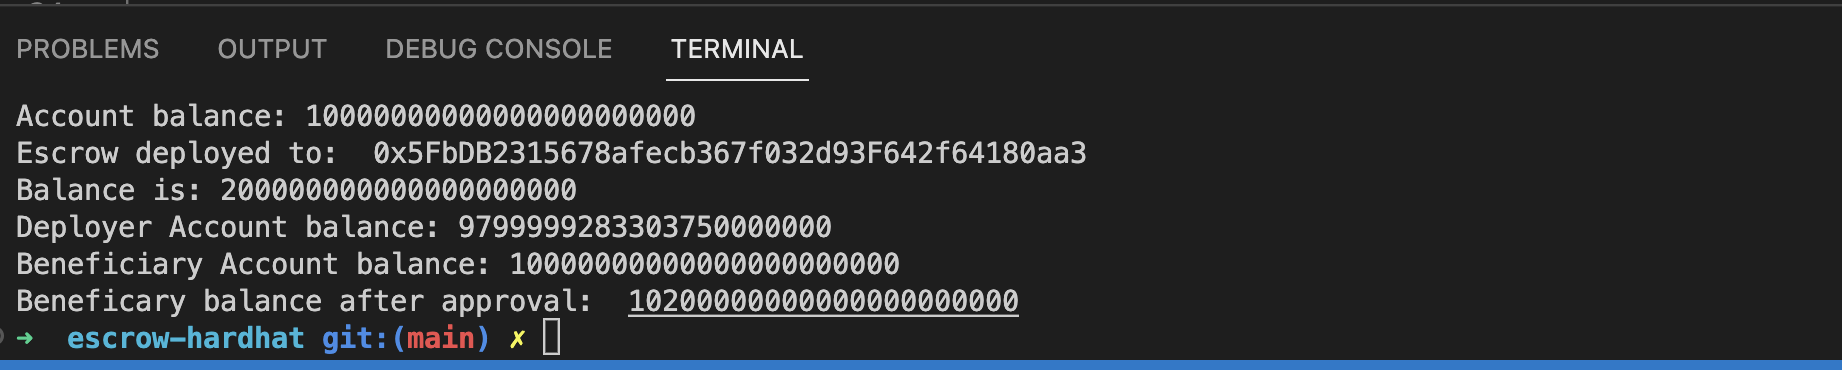 PROBLEMS OUTPUT DEBUG CONSOLE TERMINAL
Account balance: 10000000000000000000000
Escrow deployed to:  0x5FbDB2315678afecb367f032d93F642f64180aa3
Balance is: 200000000000000000000
Deployer Account balance: 9799999283303750000000
Beneficiary Account balance: 10000000000000000000000
Beneficary balance after approval:  10200000000000000000000
➜  escrow-hardhat git:(main) ✗